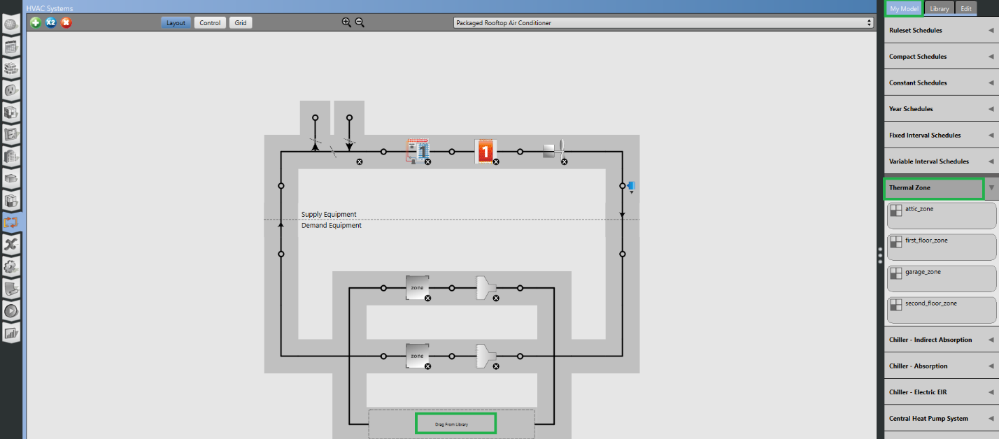 HVAC Systems
My Model
Library
Edit
X2
Layout
Control
Grid
Packaged Rooftop Air Conditioner
Ruleset Schedules
Compact Schedules
Constant Schedules
Year Schedules
Fixed Interval Schedules
Variable Interval Schedules
Thermal Zone
attic_zone
first_floor_zone
garage_zone
second_floor_zone
Chiller - Indirect Absorption
Chiller - Absorption
Chiller - Electric EIR
Central Heat Pump System
1
1
Supply Equipment
Demand Equipment
zone
zone
Drag From Library